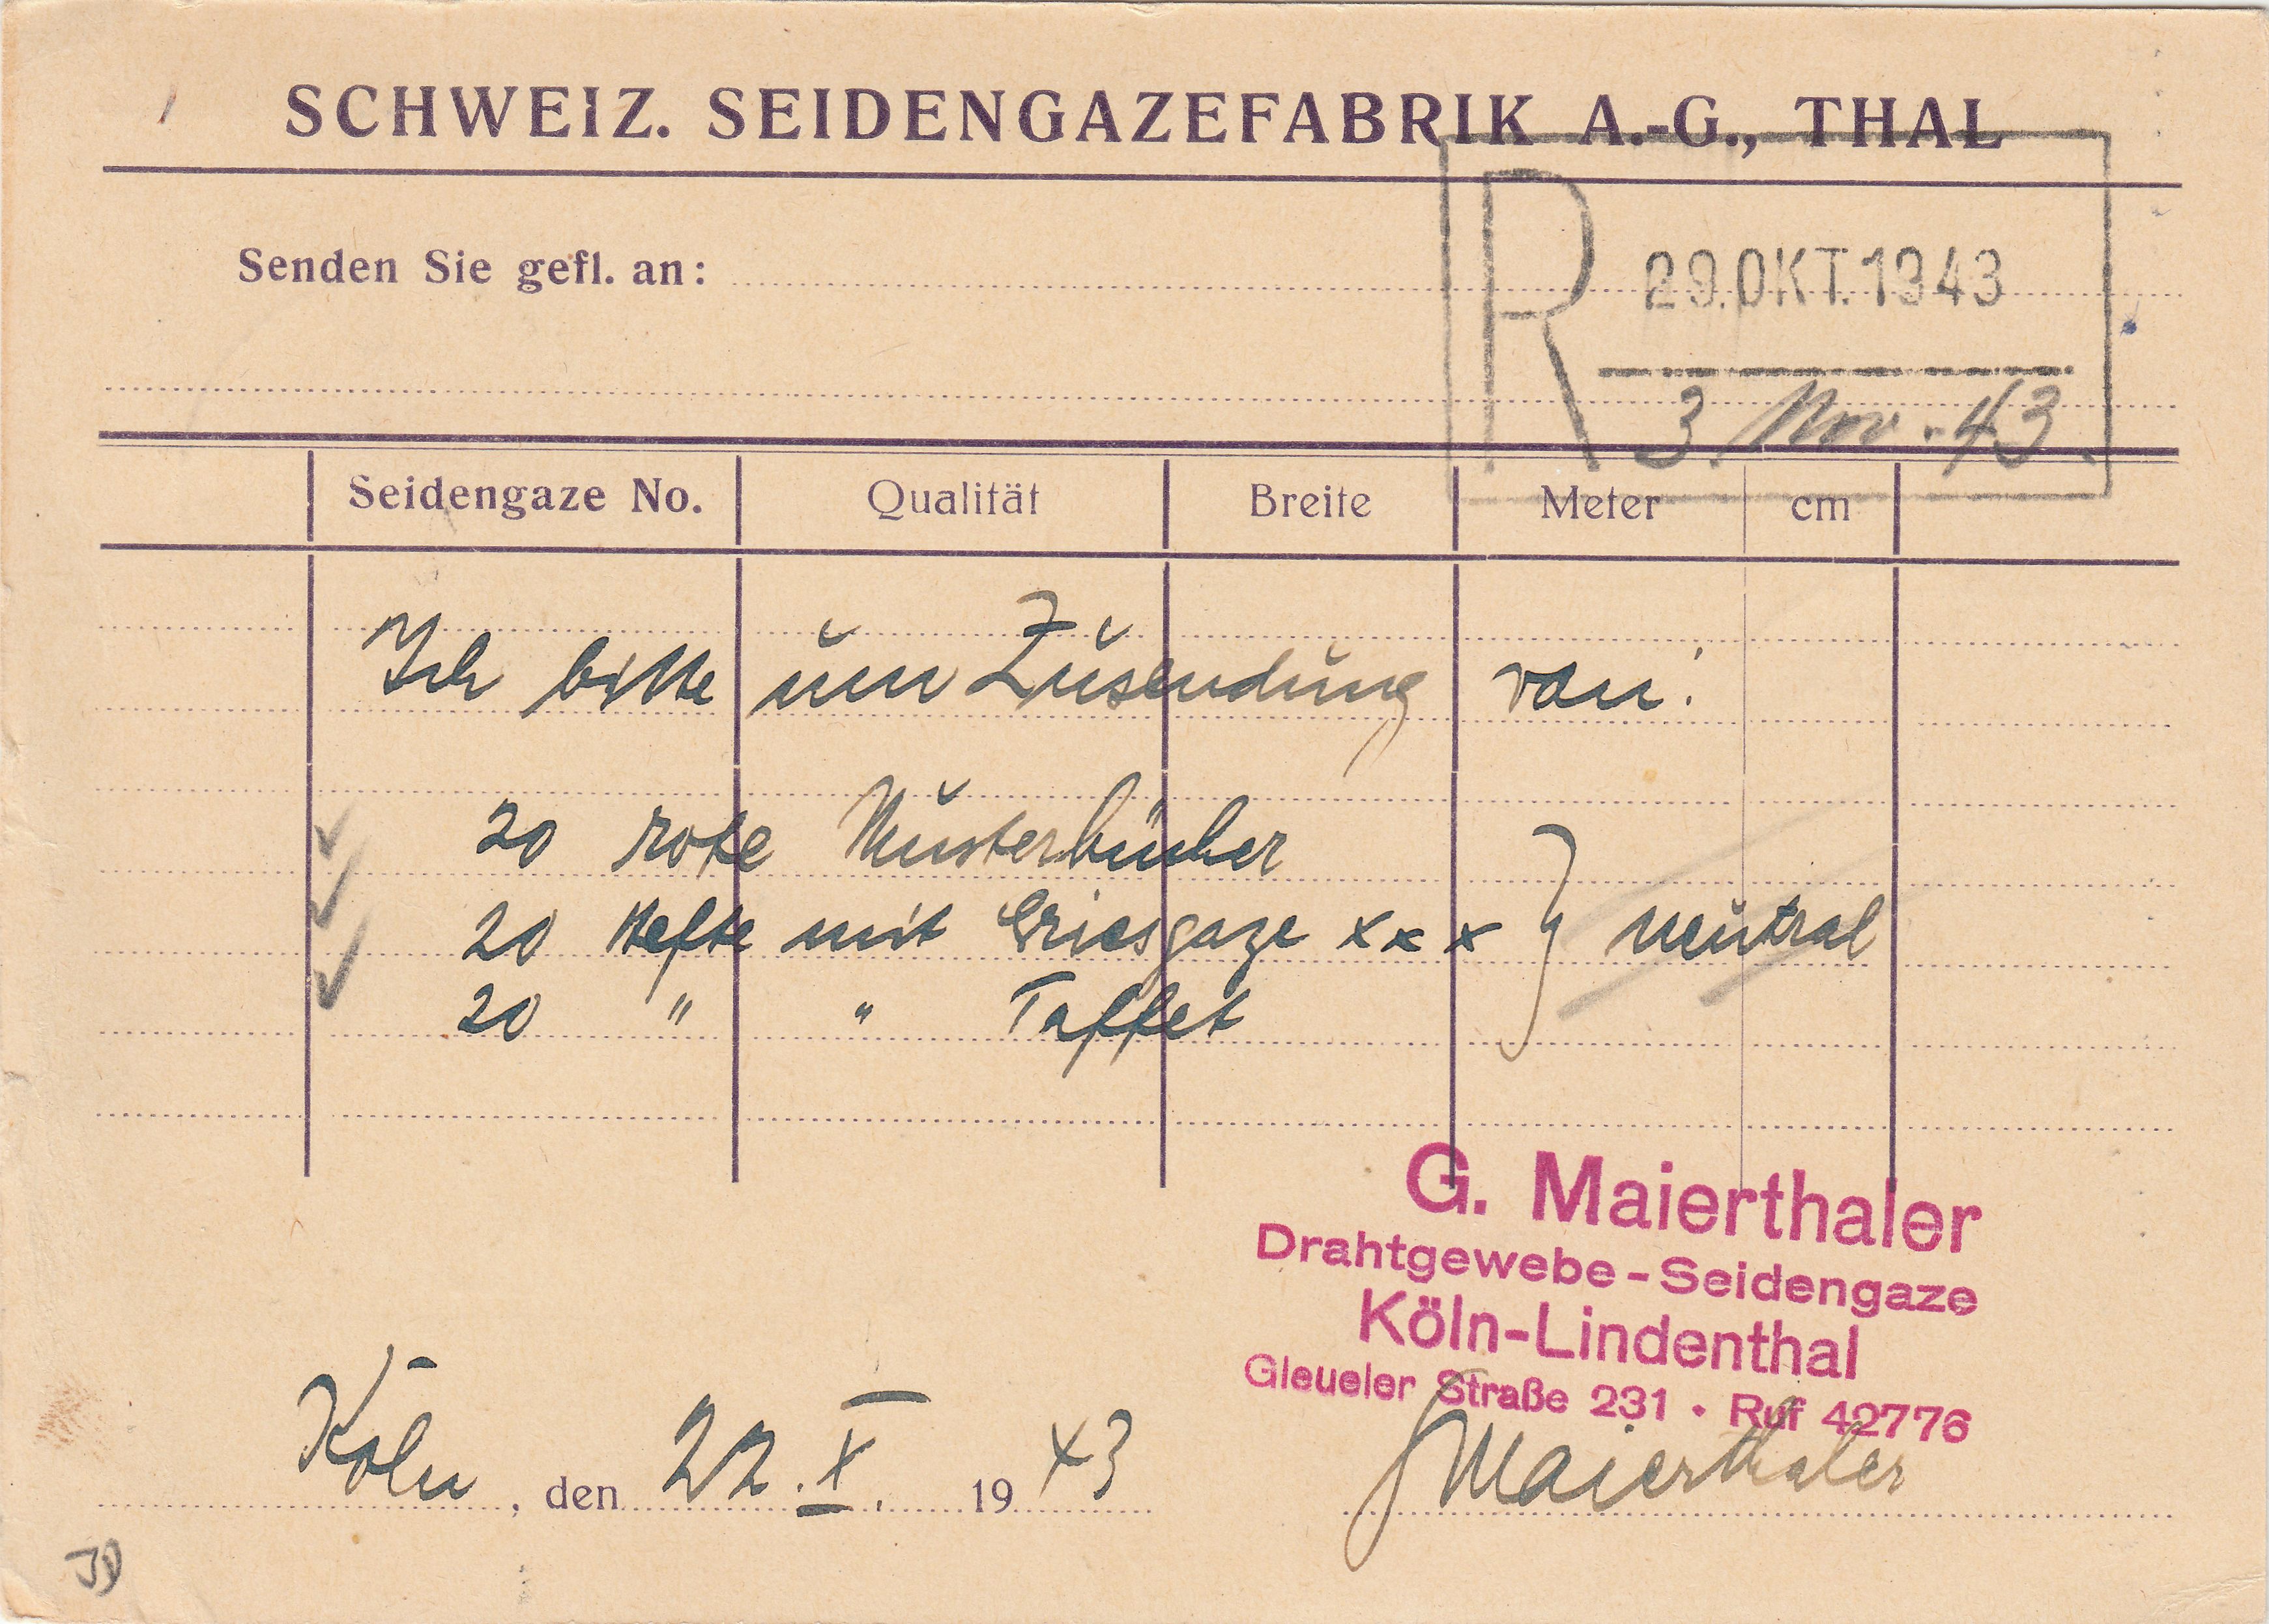 SCHWEIZ. SEIDENGAZEFABRIK A.-G., THAL
Senden Sie gefl. an:
R 29.OKT.1943
3. Nov. 43.
Seidengaze No. Qualität Breite Meter cm
Ich bitte um Zusendung von:
20 rote Musterbücher
20 Hefte mit Griesgaze x x x } neutral
20 " " Taffet
G. Maierthaler
Drahtgewebe - Seidengaze
Köln-Lindenthal
Gleueler Straße 231 • Ruf 42776
Köln, den 22. X. 1943
GMaierthaler